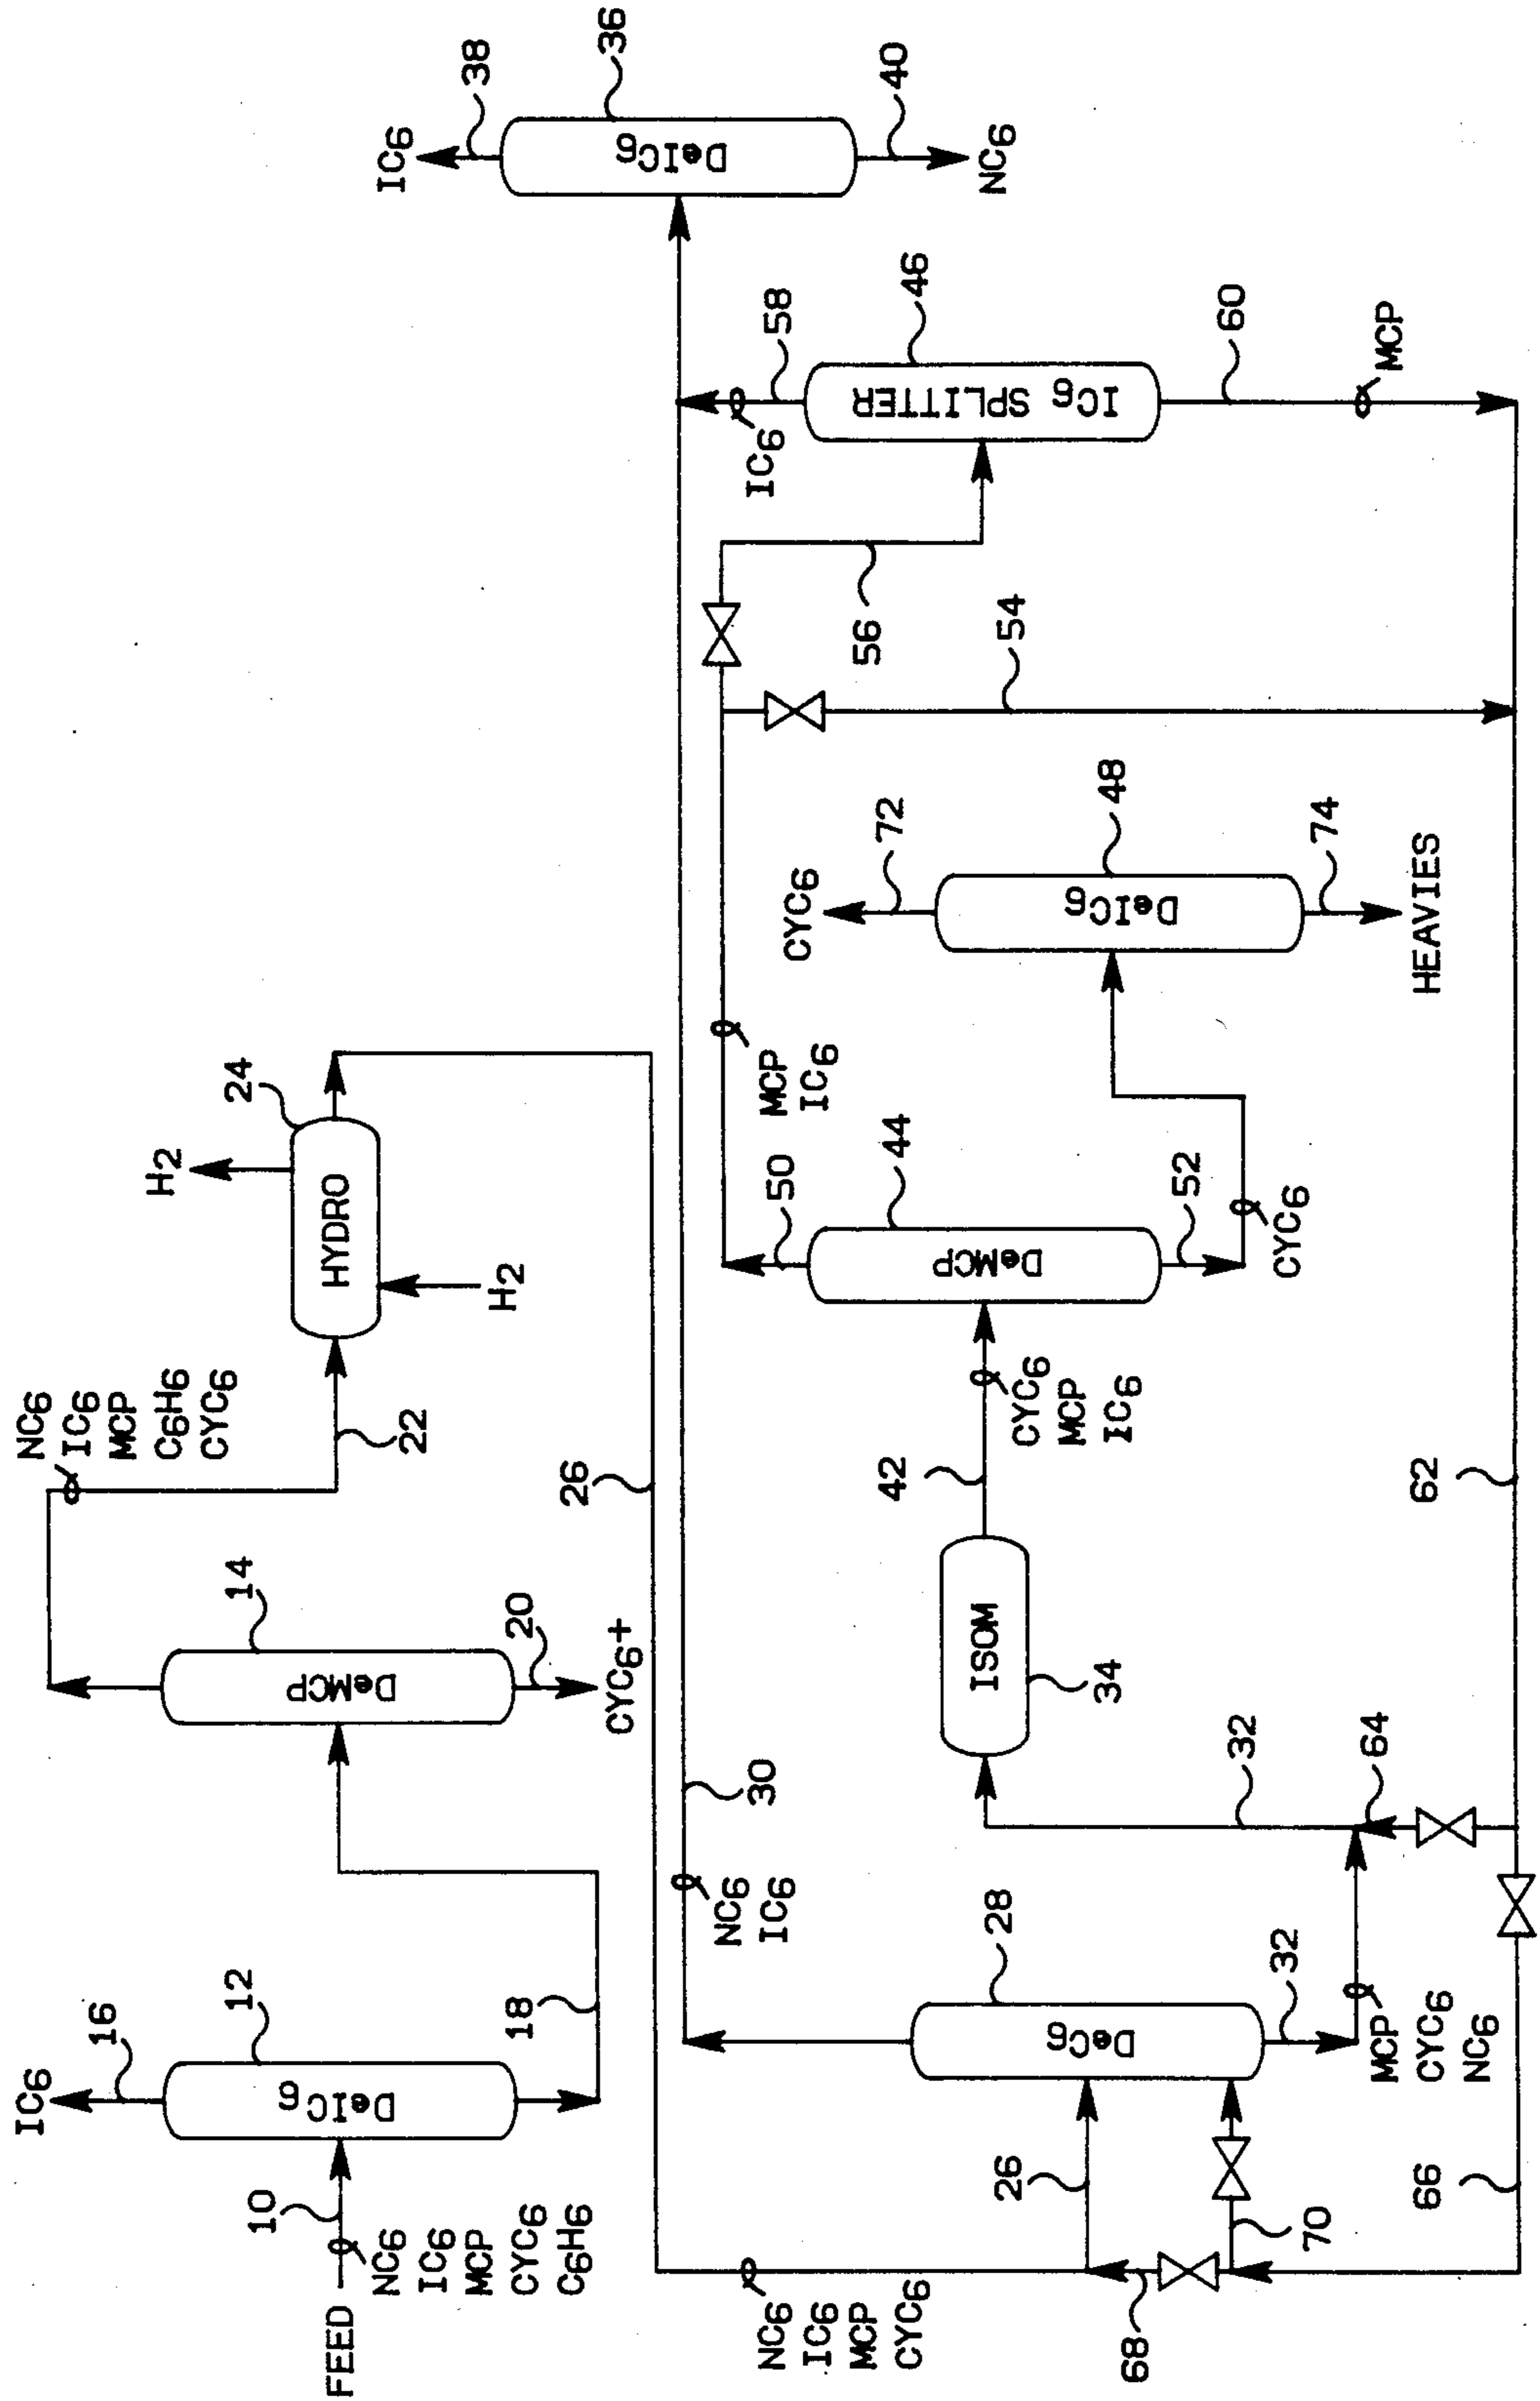 FEED
10
NC6
IC6
MCP
CYC6
C6H6
IC6
16
12
DeIC6
18
14
DeMCP
20
CYC6+
NC6
IC6
MCP
C6H6
CYC6
22
HYDRO
24
H2
H2
26
NC6
IC6
MCP
CYC6
68
26
70
66
DeC6
28
32
MCP
CYC6
NC6
NC6
IC6
30
32
64
62
ISOM
34
42
CYC6
MCP
IC6
DeMCP
44
50
52
CYC6
MCP
IC6
DeIC6
48
72
CYC6
74
HEAVIES
54
56
IC6 SPLITTER
46
58
IC6
60
MCP
DeIC6
36
38
IC6
40
NC6